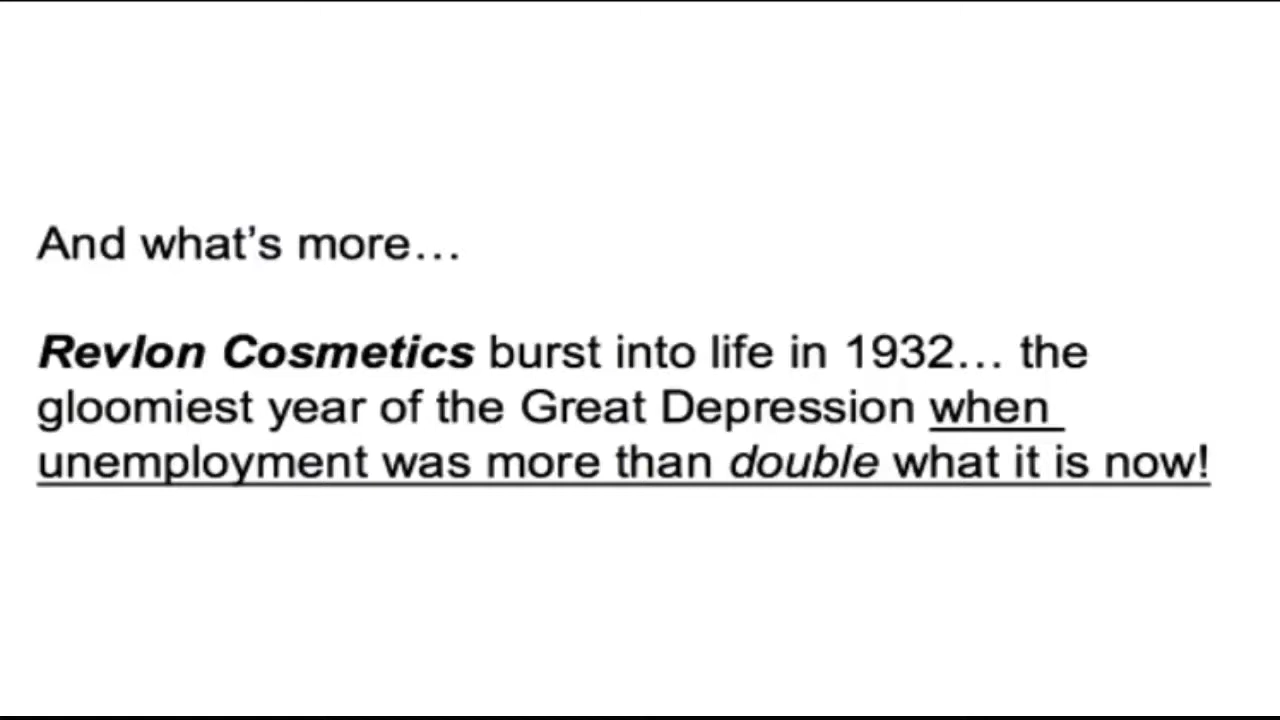 And what’s more…
Revlon Cosmetics burst into life in 1932… the
gloomiest year of the Great Depression when
unemployment was more than double what it is now!